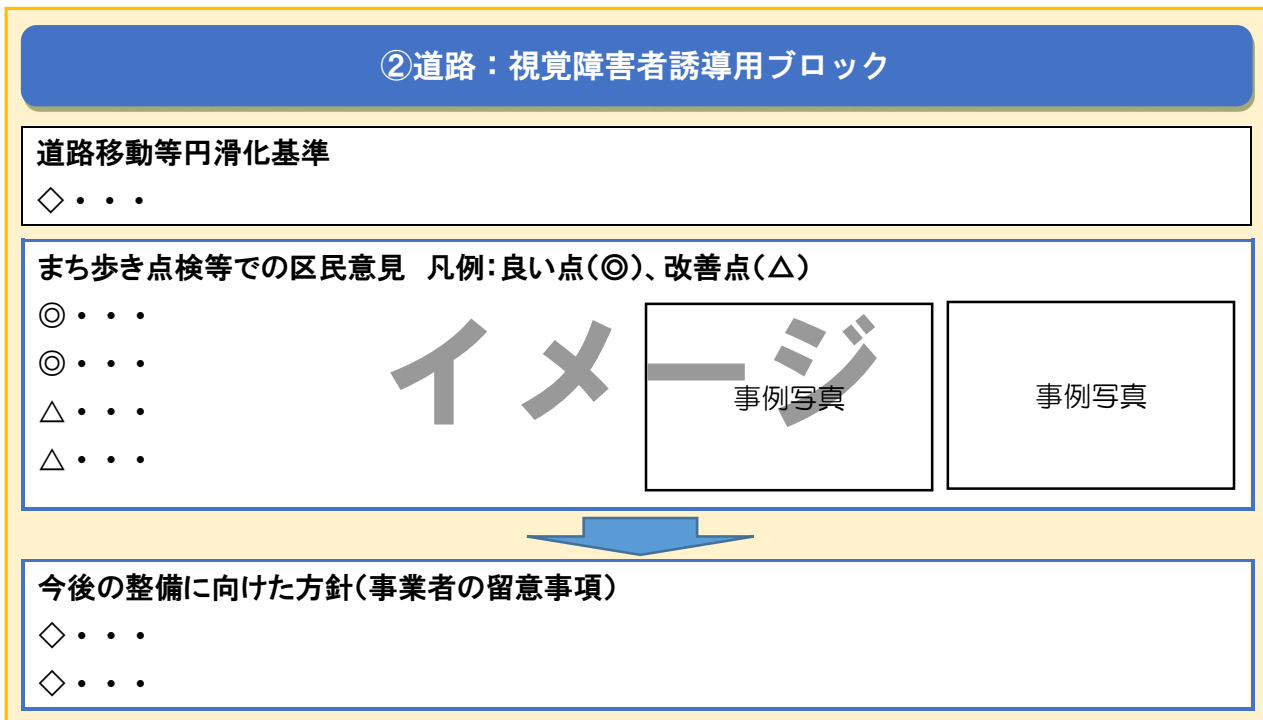 ②道路：視覚障害者誘導用ブロック
道路移動等円滑化基準
◇・・・
まち歩き点検等での区民意見　凡例：良い点（◎）、改善点（△）
◎・・・
◎・・・
△・・・
△・・・
イメージ
事例写真
事例写真
今後の整備に向けた方針（事業者の留意事項）
◇・・・
◇・・・